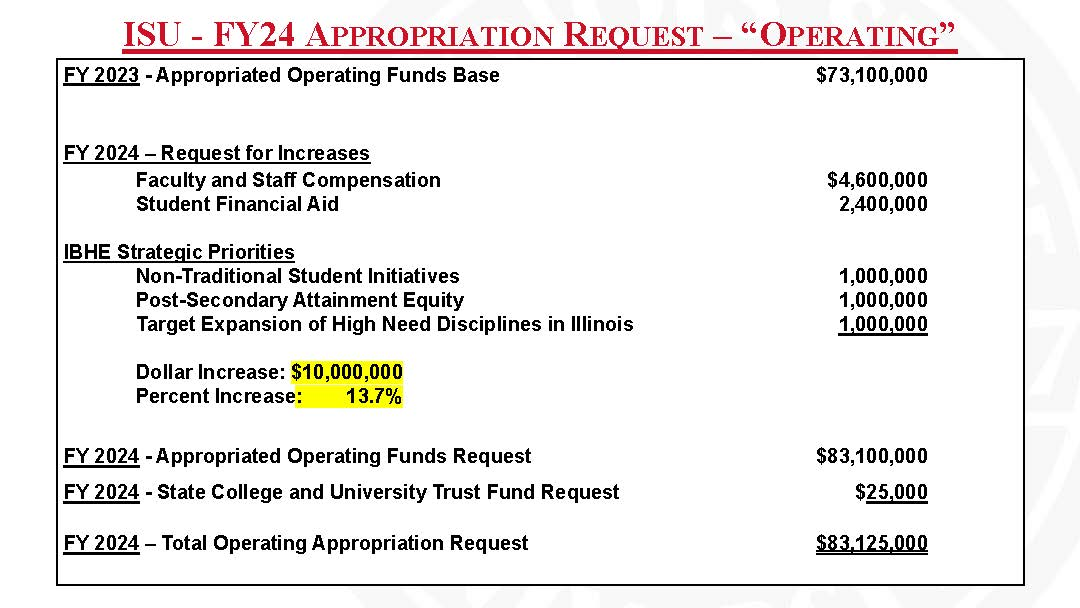 ISU - FY24 APPROPRIATION REQUEST – “OPERATING”
FY 2023 - Appropriated Operating Funds Base $73,100,000
FY 2024 – Request for Increases
Faculty and Staff Compensation $4,600,000
Student Financial Aid 2,400,000
IBHE Strategic Priorities
Non-Traditional Student Initiatives 1,000,000
Post-Secondary Attainment Equity 1,000,000
Target Expansion of High Need Disciplines in Illinois 1,000,000
Dollar Increase: $10,000,000
Percent Increase: 13.7%
FY 2024 - Appropriated Operating Funds Request $83,100,000
FY 2024 - State College and University Trust Fund Request $25,000
FY 2024 – Total Operating Appropriation Request $83,125,000